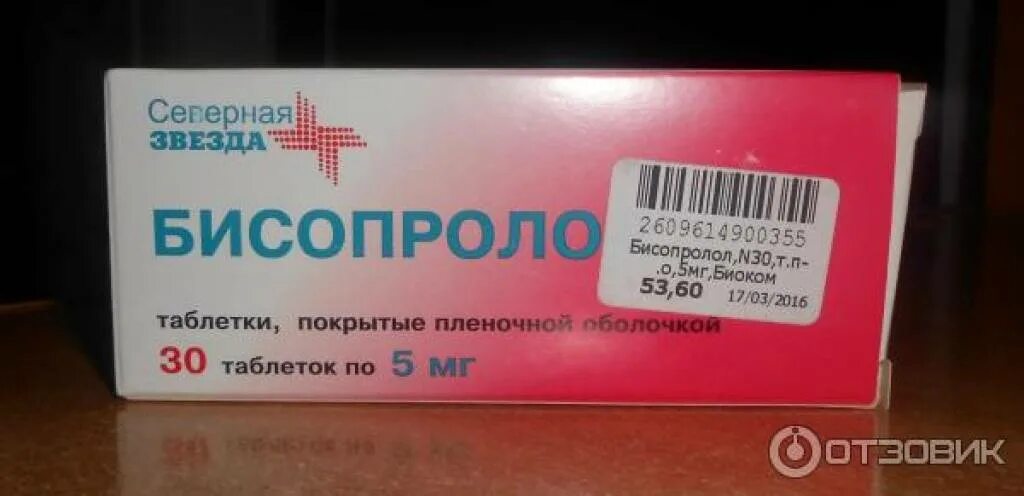 Северная
ЗВЕЗДА
БИСОПРОЛО
2609614900355
Бисопролол,N30,т.п-
.о,5мг,Биоком
53,60 17/03/2016
таблетки, покрытые пленочной оболочкой
30 таблеток по 5 мг
ОТЗОВИК